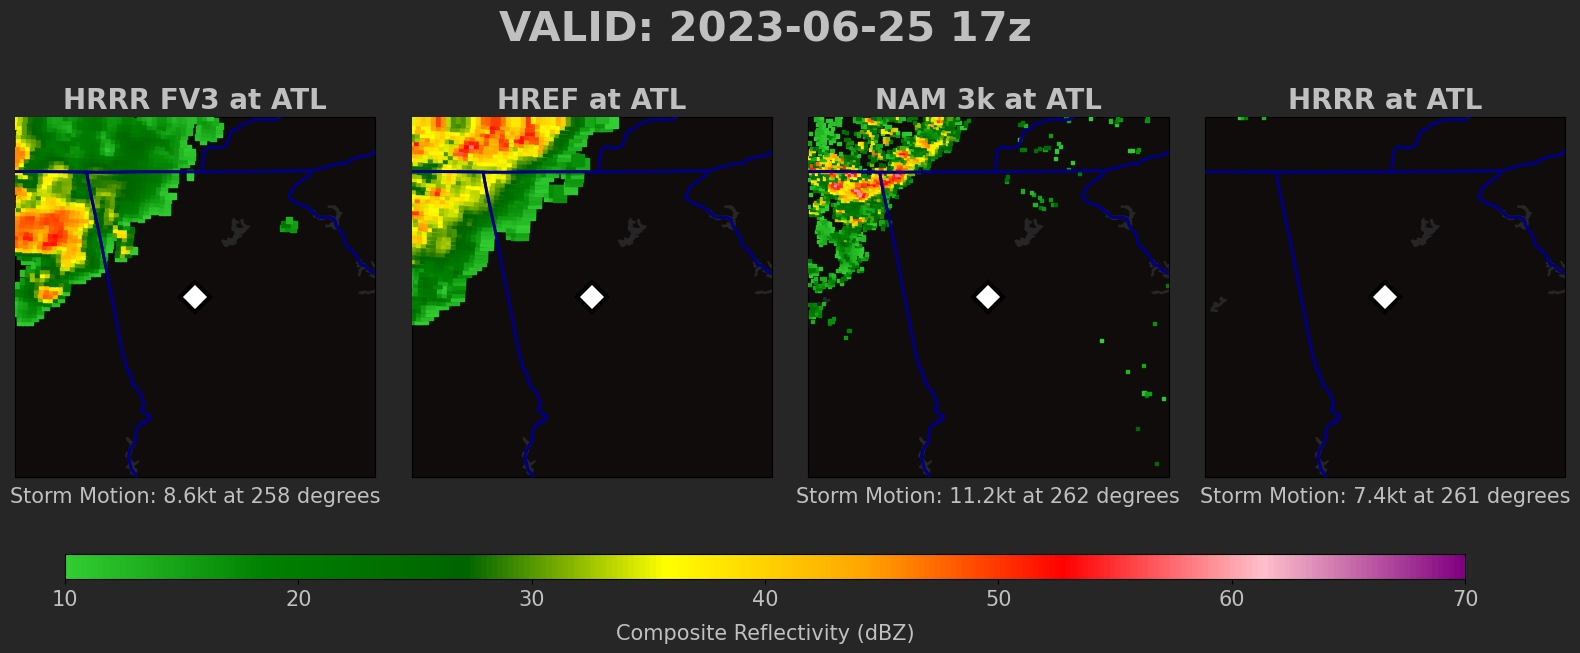 VALID: 2023-06-25 17z
HRRR FV3 at ATL
HREF at ATL
NAM 3k at ATL
HRRR at ATL
Storm Motion: 8.6kt at 258 degrees
Storm Motion: 11.2kt at 262 degrees
Storm Motion: 7.4kt at 261 degrees
10 20 30 40 50 60 70
Composite Reflectivity (dBZ)